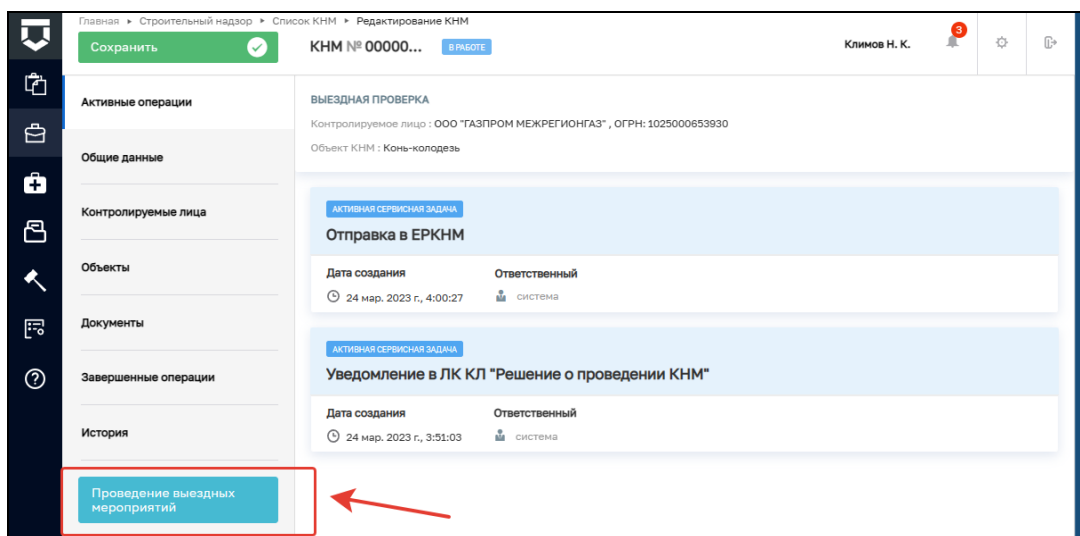 Главная ▸ Строительный надзор ▸ Список КНМ ▸ Редактирование КНМ
Сохранить
КНМ № 00000...
В РАБОТЕ
Климов Н. К.
3
Активные операции
Общие данные
Контролируемые лица
Объекты
Документы
Завершенные операции
История
Проведение выездных
мероприятий
ВЫЕЗДНАЯ ПРОВЕРКА
Контролируемое лицо : ООО "ГАЗПРОМ МЕЖРЕГИОНГАЗ" , ОГРН: 1025000653930
Объект КНМ : Конь-колодезь
АКТИВНАЯ СЕРВИСНАЯ ЗАДАЧА
Отправка в ЕРКНМ
Дата создания Ответственный
24 мар. 2023 г., 4:00:27 система
АКТИВНАЯ СЕРВИСНАЯ ЗАДАЧА
Уведомление в ЛК КЛ "Решение о проведении КНМ"
Дата создания Ответственный
24 мар. 2023 г., 3:51:03 система